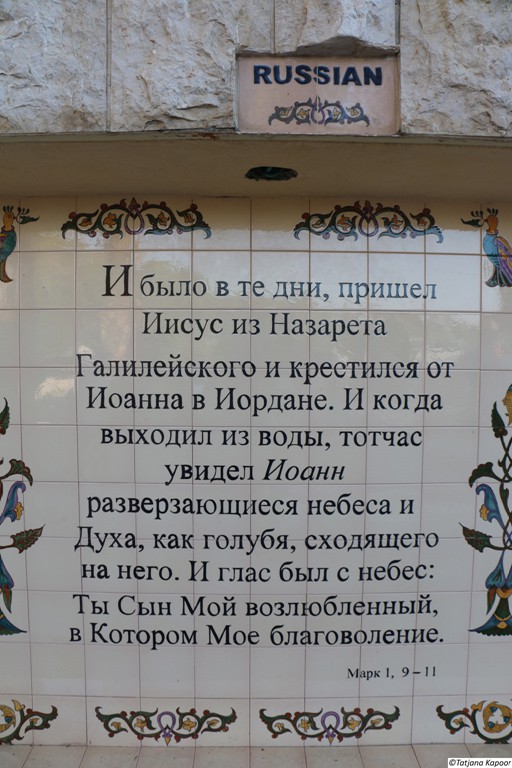 RUSSIAN
И было в те дни, пришел
Иисус из Назарета
Галилейского и крестился от
Иоанна в Иордане. И когда
выходил из воды, тотчас
увидел Иоанн
разверзающиеся небеса и
Духа, как голубя, сходящего
на него. И глас был с небес:
Ты Сын Мой возлюбленный,
в Котором Мое благоволение.
Марк 1, 9-11
©Tatjana Kapoor